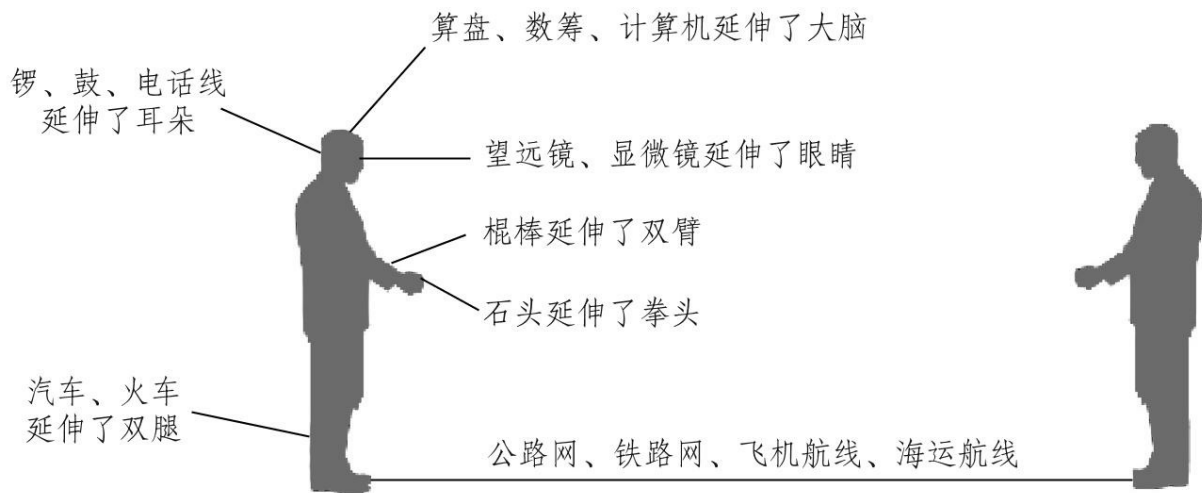 算盘、数筹、计算机延伸了大脑
锣、鼓、电话线
延伸了耳朵
望远镜、显微镜延伸了眼睛
棍棒延伸了双臂
石头延伸了拳头
汽车、火车
延伸了双腿
公路网、铁路网、飞机航线、海运航线